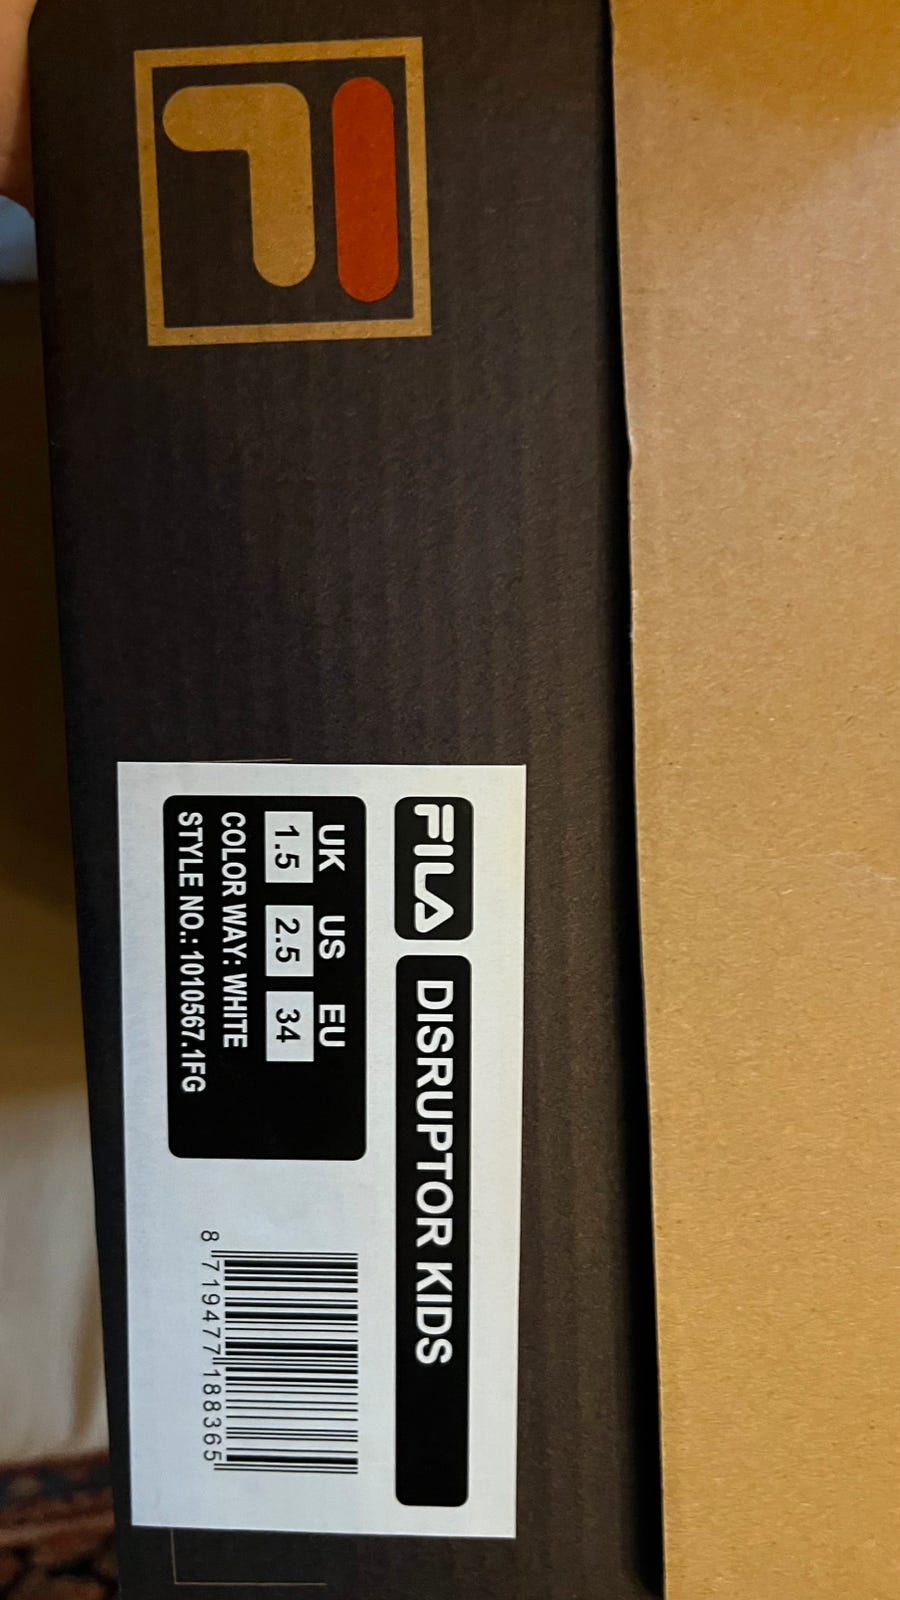 F
FILA DISRUPTOR KIDS
UK US EU
1.5 2.5 34
COLOR WAY: WHITE
STYLE NO.: 1010567.1FG
8 719477 188365